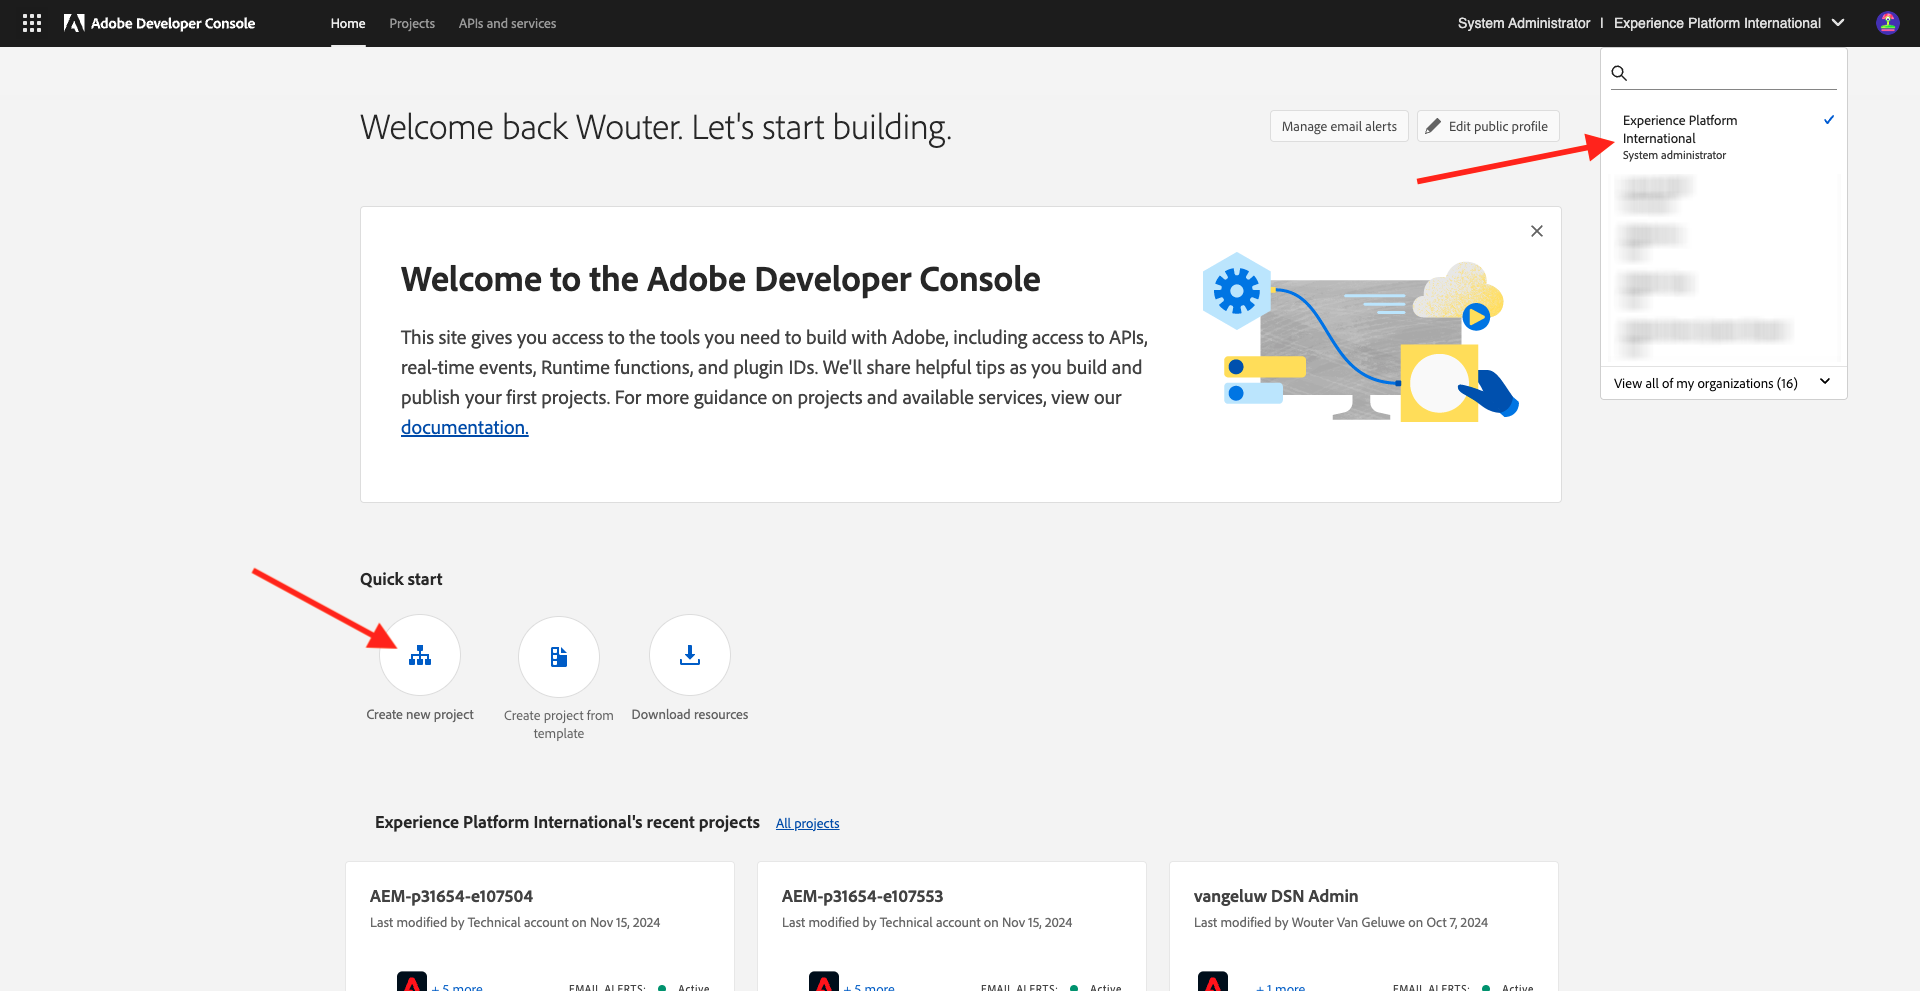 Adobe Developer Console
Home
Projects
APIs and services
System Administrator | Experience Platform International
Experience Platform
International
System administrator
View all of my organizations (16)
Welcome back Wouter. Let's start building.
Manage email alerts
Edit public profile
Welcome to the Adobe Developer Console
This site gives you access to the tools you need to build with Adobe, including access to APIs,
real-time events, Runtime functions, and plugin IDs. We'll share helpful tips as you build and
publish your first projects. For more guidance on projects and available services, view our
documentation.
Quick start
Create new project
Create project from
template
Download resources
Experience Platform International's recent projects
All projects
AEM-p31654-e107504
Last modified by Technical account on Nov 15, 2024
+ 5 more
EMAIL ALERTS:
Active
AEM-p31654-e107553
Last modified by Technical account on Nov 15, 2024
+ 5 more
EMAIL ALERTS:
Active
vangeluw DSN Admin
Last modified by Wouter Van Geluwe on Oct 7, 2024
+ 1 more
EMAIL ALERTS:
Active